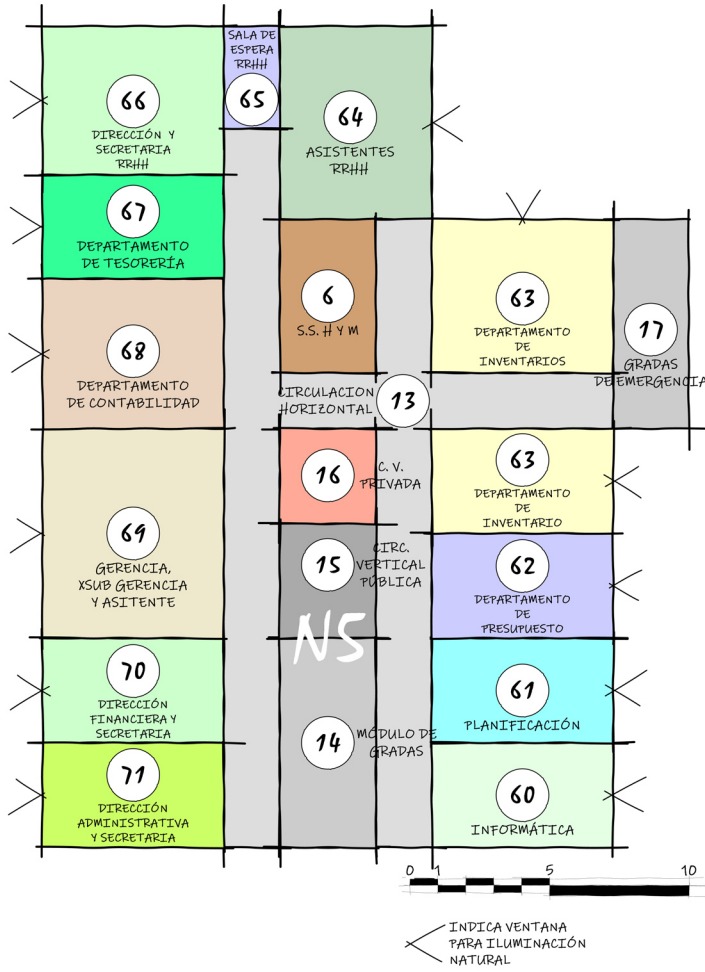 SALA DE
ESPERA
RRHH
65
66
DIRECCIÓN Y
SECRETARIA
RRHH
64
ASISTENTES
RRHH
67
DEPARTAMENTO
DE TESORERÍA
6
S.S. H Y M
63
DEPARTAMENTO
DE
INVENTARIOS
17
GRADAS
DE EMERGENCIA
68
DEPARTAMENTO
DE CONTABILIDAD
CIRCULACION
HORIZONTAL
13
16
C. V.
PRIVADA
63
DEPARTAMENTO
DE
INVENTARIO
69
GERENCIA,
XSUB GERENCIA
Y ASITENTE
15
CIRC.
VERTICAL
PÚBLICA
62
DEPARTAMENTO
DE
PRESUPUESTO
N5
70
DIRECCIÓN
FINANCIERA Y
SECRETARIA
61
PLANIFICACIÓN
14
MÓDULO DE
GRADAS
71
DIRECCIÓN
ADMINISTRATIVA
Y SECRETARIA
60
INFORMÁTICA
0 1 5 10
INDICA VENTANA
PARA ILUMINACIÓN
NATURAL